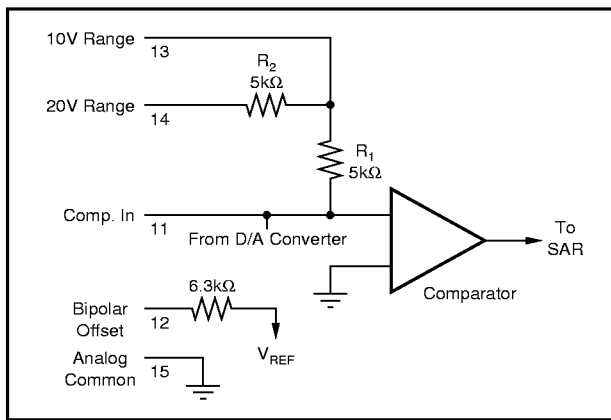 10V Range
13
R2
5kΩ
20V Range
14
R1
5kΩ
Comp. In
11
From D/A Converter
To
SAR
Comparator
6.3kΩ
Bipolar
Offset
12
VREF
Analog
Common
15